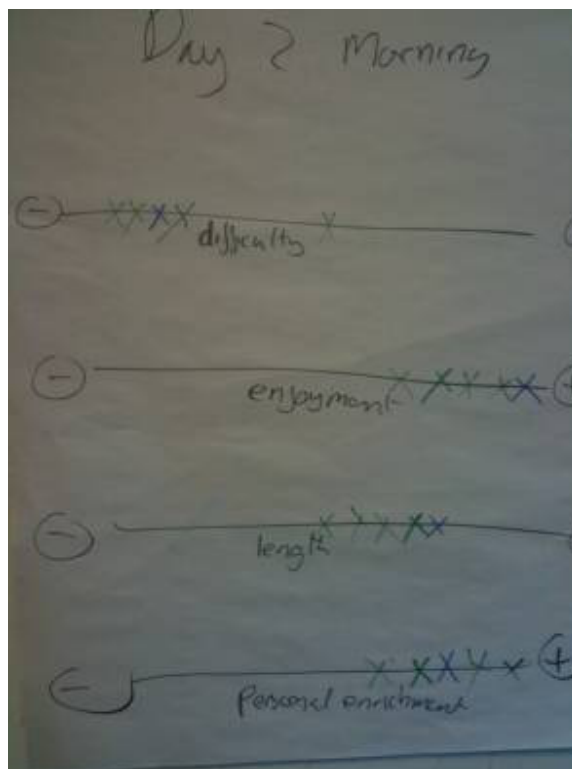 Day 2 Morning
difficulty
enjoyment
length
Personal enrichment